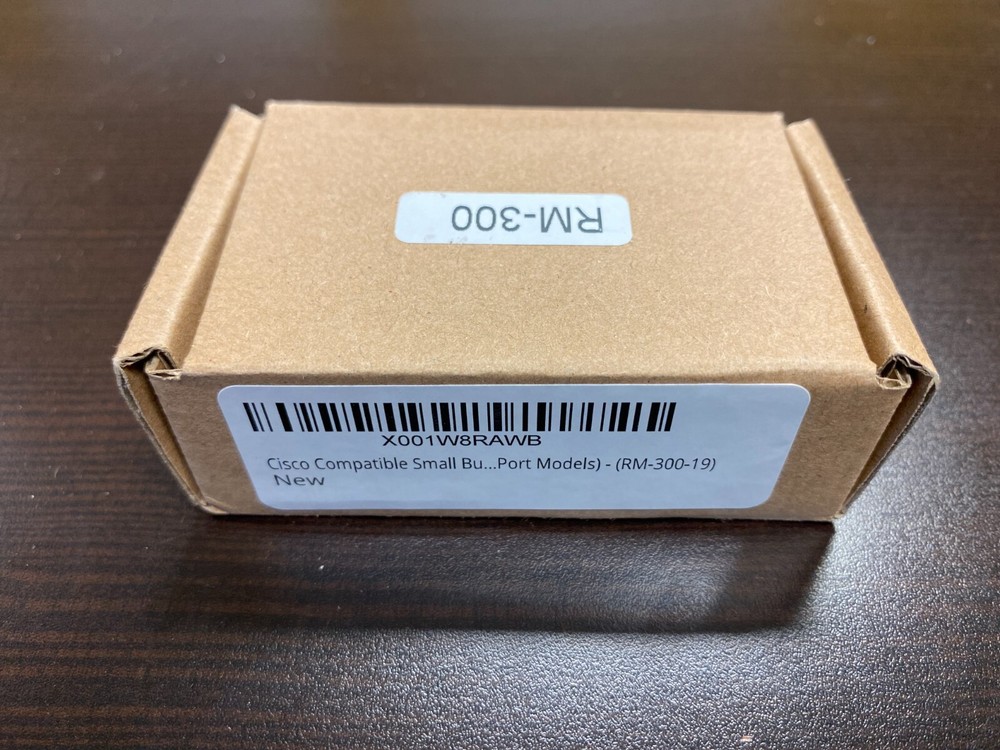 RM-300
X001W8RAWB
Cisco Compatible Small Bu...Port Models) - (RM-300-19)
New